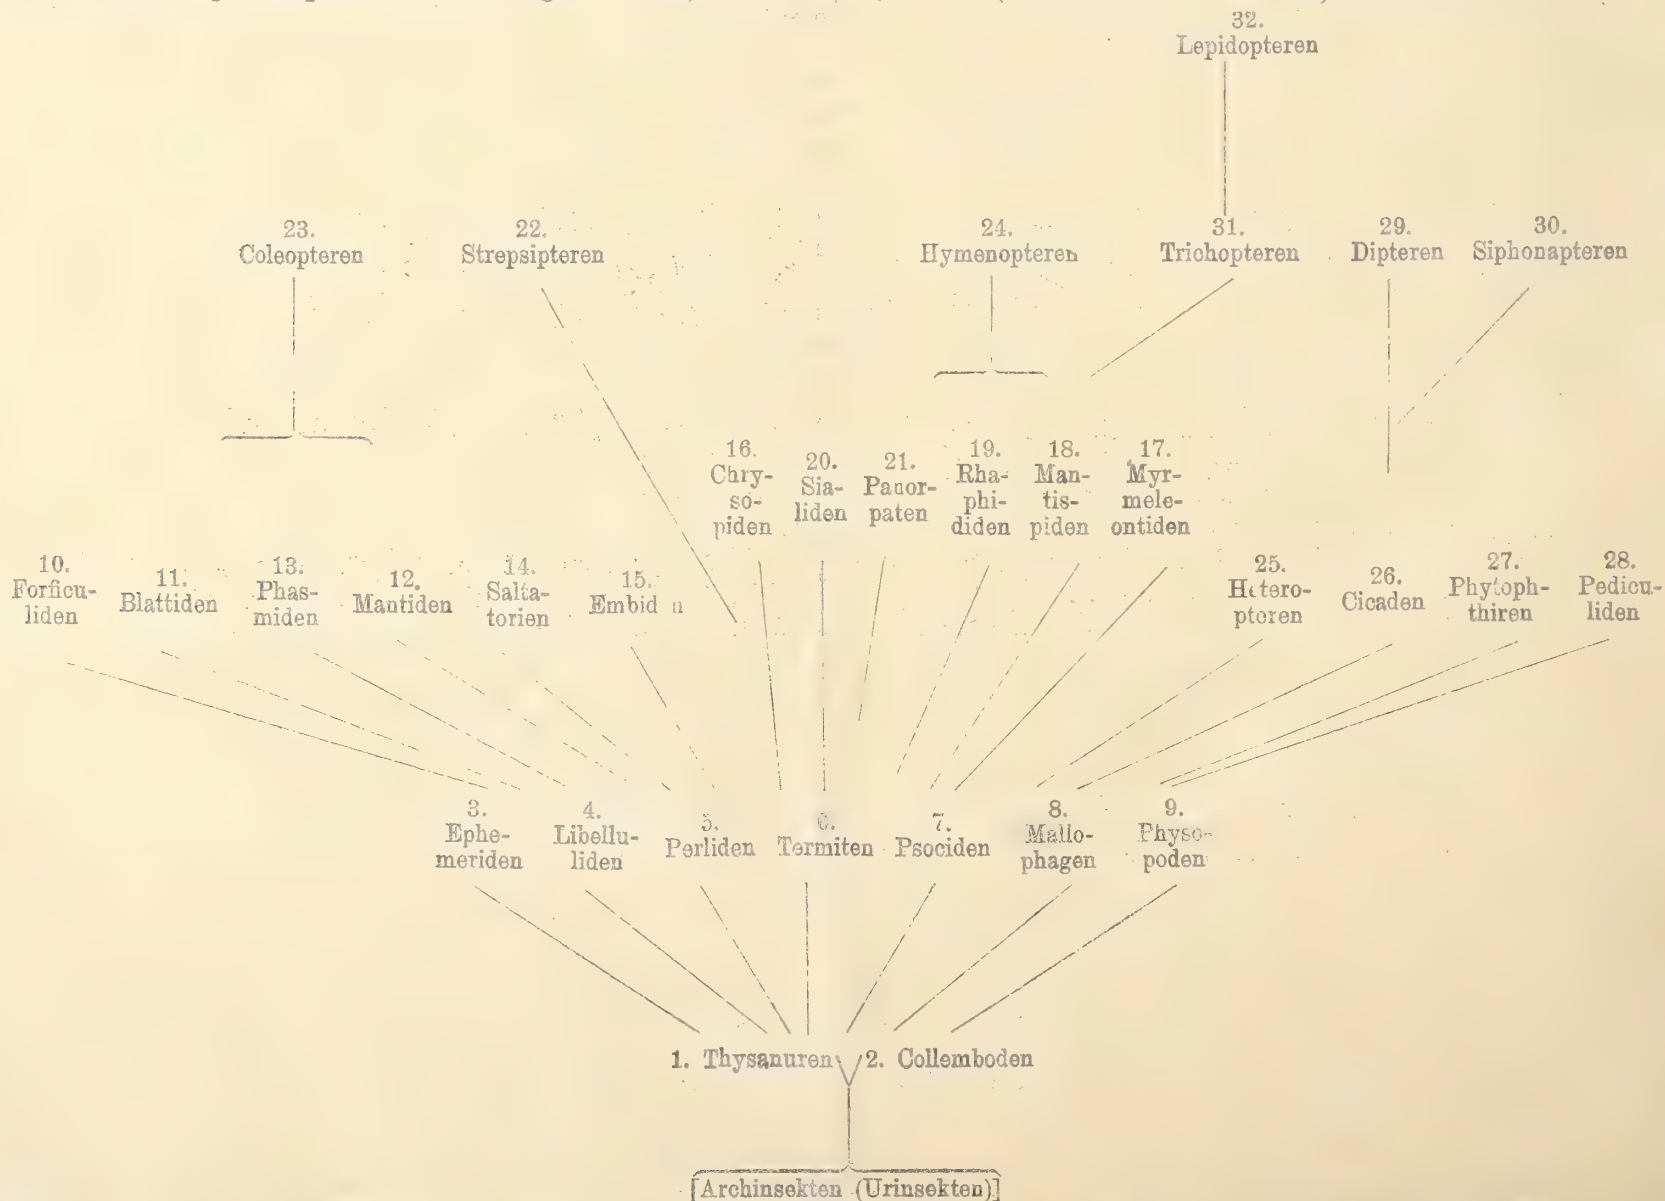 32.
Lepidopteren
23.
Coleopteren
22.
Strepsipteren
24.
Hymenopteren
31.
Trichopteren
29.
Dipteren
30.
Siphonapteren
16.
Chry-
so-
piden
20.
Sia-
liden
21.
Panor-
paten
19.
Rha-
phi-
diden
18.
Man-
tis-
piden
17.
Myr-
mele-
ontiden
10.
Forficu-
liden
11.
Blattiden
13.
Phas-
miden
12.
Mantiden
14.
Salta-
torien
15.
25.
Hetero-
pteren
26.
Cicaden
27.
Phytoph-
thiren
28.
Pedicu-
liden
3.
Ephe-
meriden
4.
Libellu-
liden
5.
Perliden
6.
Termiten
7.
Psociden
8.
Mallo-
phagen
9.
Physo-
poden
1. Thysanuren
2. Collemboden
[Archinsekten (Urinsekten)]